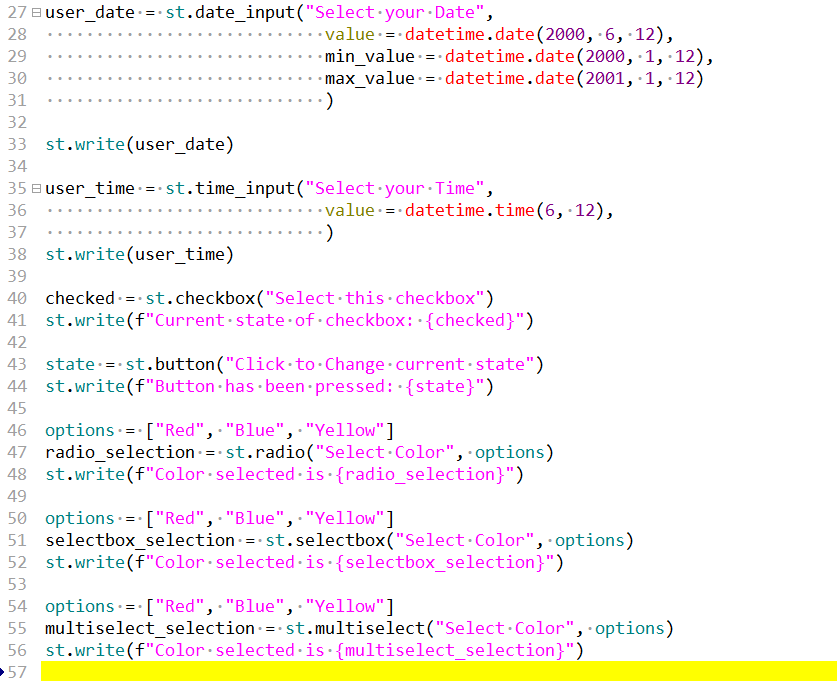 27 user_date = st.date_input("Select your Date",
28                             value = datetime.date(2000, 6, 12),
29                             min_value = datetime.date(2000, 1, 12),
30                             max_value = datetime.date(2001, 1, 12)
31                             )
32
33 st.write(user_date)
34
35 user_time = st.time_input("Select your Time",
36                             value = datetime.time(6, 12),
37                             )
38 st.write(user_time)
39
40 checked = st.checkbox("Select this checkbox")
41 st.write(f"Current state of checkbox: {checked}")
42
43 state = st.button("Click to Change current state")
44 st.write(f"Button has been pressed: {state}")
45
46 options = ["Red", "Blue", "Yellow"]
47 radio_selection = st.radio("Select Color", options)
48 st.write(f"Color selected is {radio_selection}")
49
50 options = ["Red", "Blue", "Yellow"]
51 selectbox_selection = st.selectbox("Select Color", options)
52 st.write(f"Color selected is {selectbox_selection}")
53
54 options = ["Red", "Blue", "Yellow"]
55 multiselect_selection = st.multiselect("Select Color", options)
56 st.write(f"Color selected is {multiselect_selection}")
57